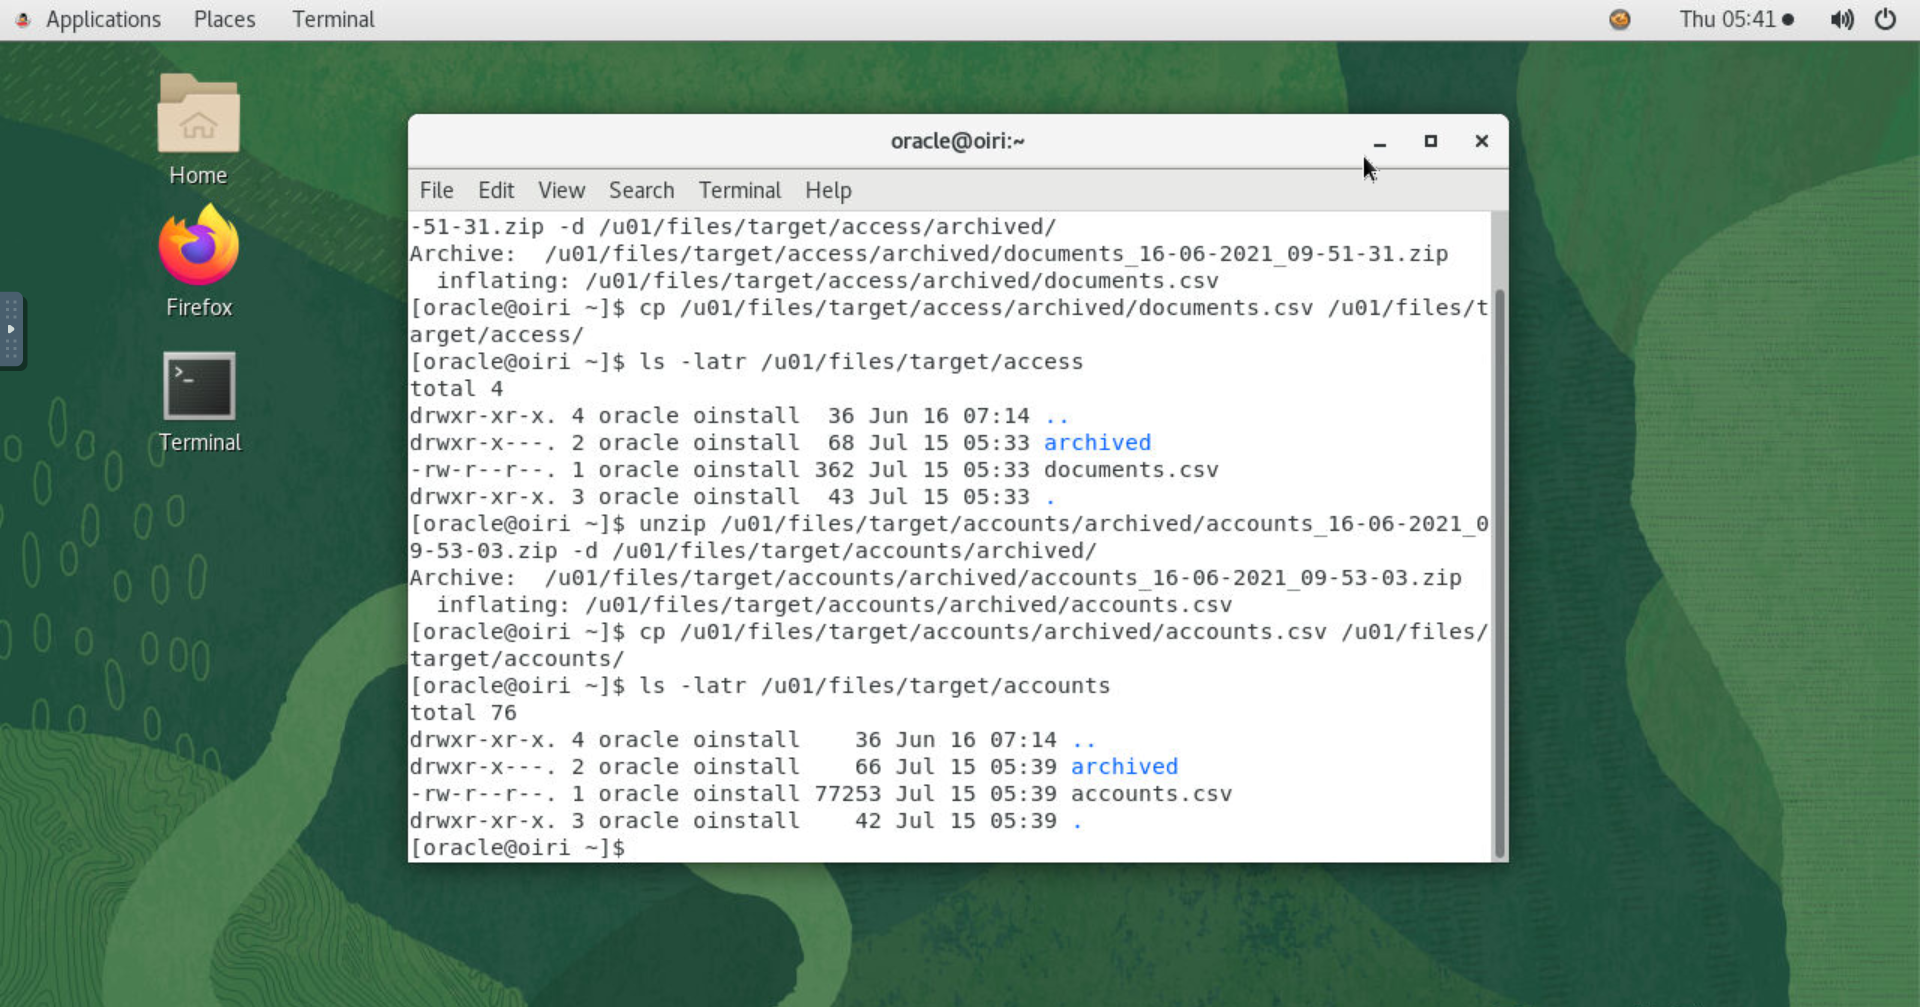 Applications Places Terminal Thu 05:41
Home
Firefox
Terminal
oracle@oiri:~
File Edit View Search Terminal Help
-51-31.zip -d /u01/files/target/access/archived/
Archive:  /u01/files/target/access/archived/documents_16-06-2021_09-51-31.zip
  inflating: /u01/files/target/access/archived/documents.csv
[oracle@oiri ~]$ cp /u01/files/target/access/archived/documents.csv /u01/files/t
arget/access/
[oracle@oiri ~]$ ls -latr /u01/files/target/access
total 4
drwxr-xr-x. 4 oracle oinstall  36 Jun 16 07:14 ..
drwxr-x---. 2 oracle oinstall  68 Jul 15 05:33 archived
-rw-r--r--. 1 oracle oinstall 362 Jul 15 05:33 documents.csv
drwxr-xr-x. 3 oracle oinstall  43 Jul 15 05:33 .
[oracle@oiri ~]$ unzip /u01/files/target/accounts/archived/accounts_16-06-2021_0
9-53-03.zip -d /u01/files/target/accounts/archived/
Archive:  /u01/files/target/accounts/archived/accounts_16-06-2021_09-53-03.zip
  inflating: /u01/files/target/accounts/archived/accounts.csv
[oracle@oiri ~]$ cp /u01/files/target/accounts/archived/accounts.csv /u01/files/
target/accounts/
[oracle@oiri ~]$ ls -latr /u01/files/target/accounts
total 76
drwxr-xr-x. 4 oracle oinstall    36 Jun 16 07:14 ..
drwxr-x---. 2 oracle oinstall    66 Jul 15 05:39 archived
-rw-r--r--. 1 oracle oinstall 77253 Jul 15 05:39 accounts.csv
drwxr-xr-x. 3 oracle oinstall    42 Jul 15 05:39 .
[oracle@oiri ~]$